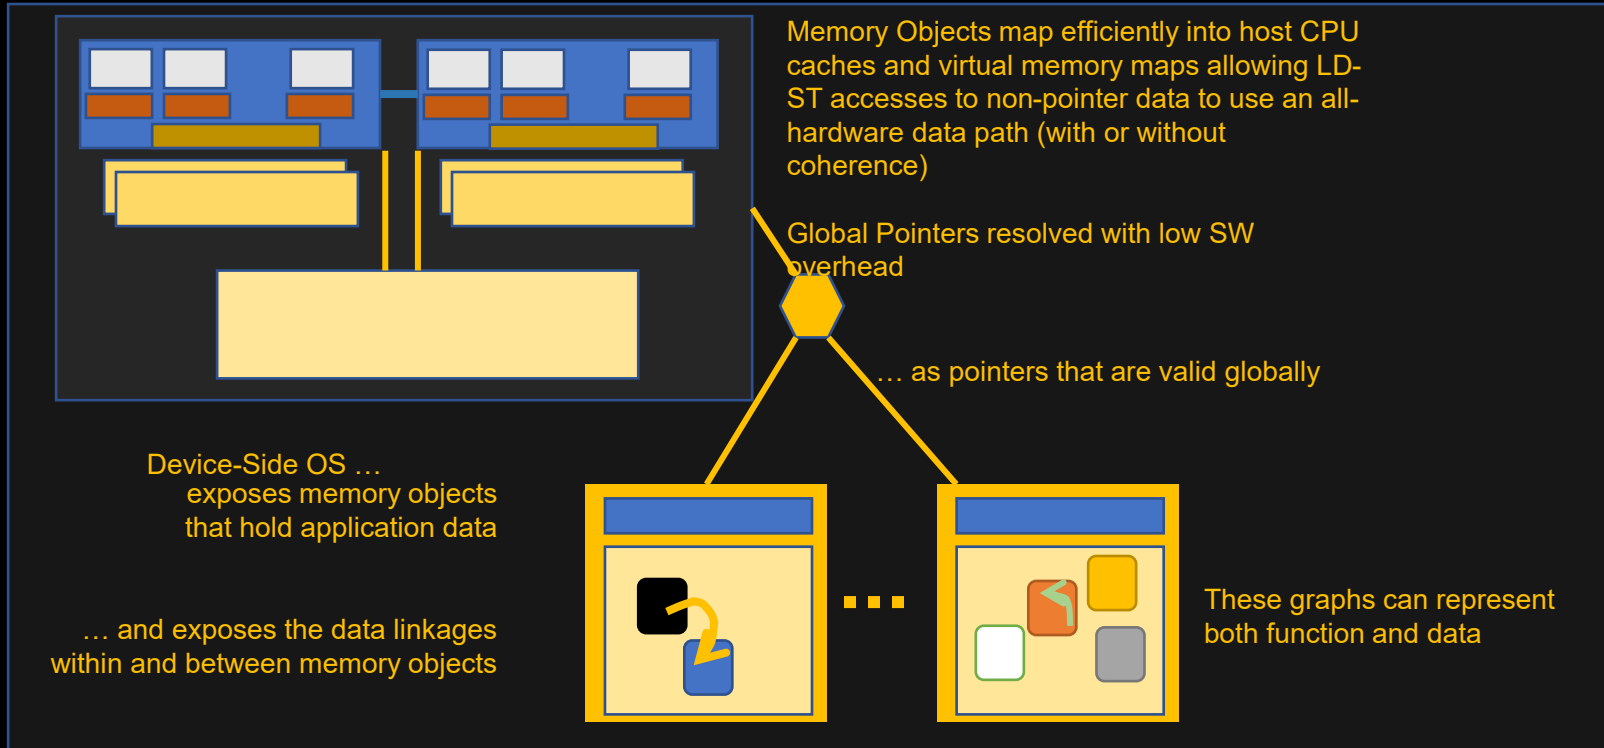 Memory Objects map efficiently into host CPU
caches and virtual memory maps allowing LD-
ST accesses to non-pointer data to use an all-
hardware data path (with or without
coherence)
Global Pointers resolved with low SW
overhead
… as pointers that are valid globally
Device-Side OS …
exposes memory objects
that hold application data
… and exposes the data linkages
within and between memory objects
These graphs can represent
both function and data